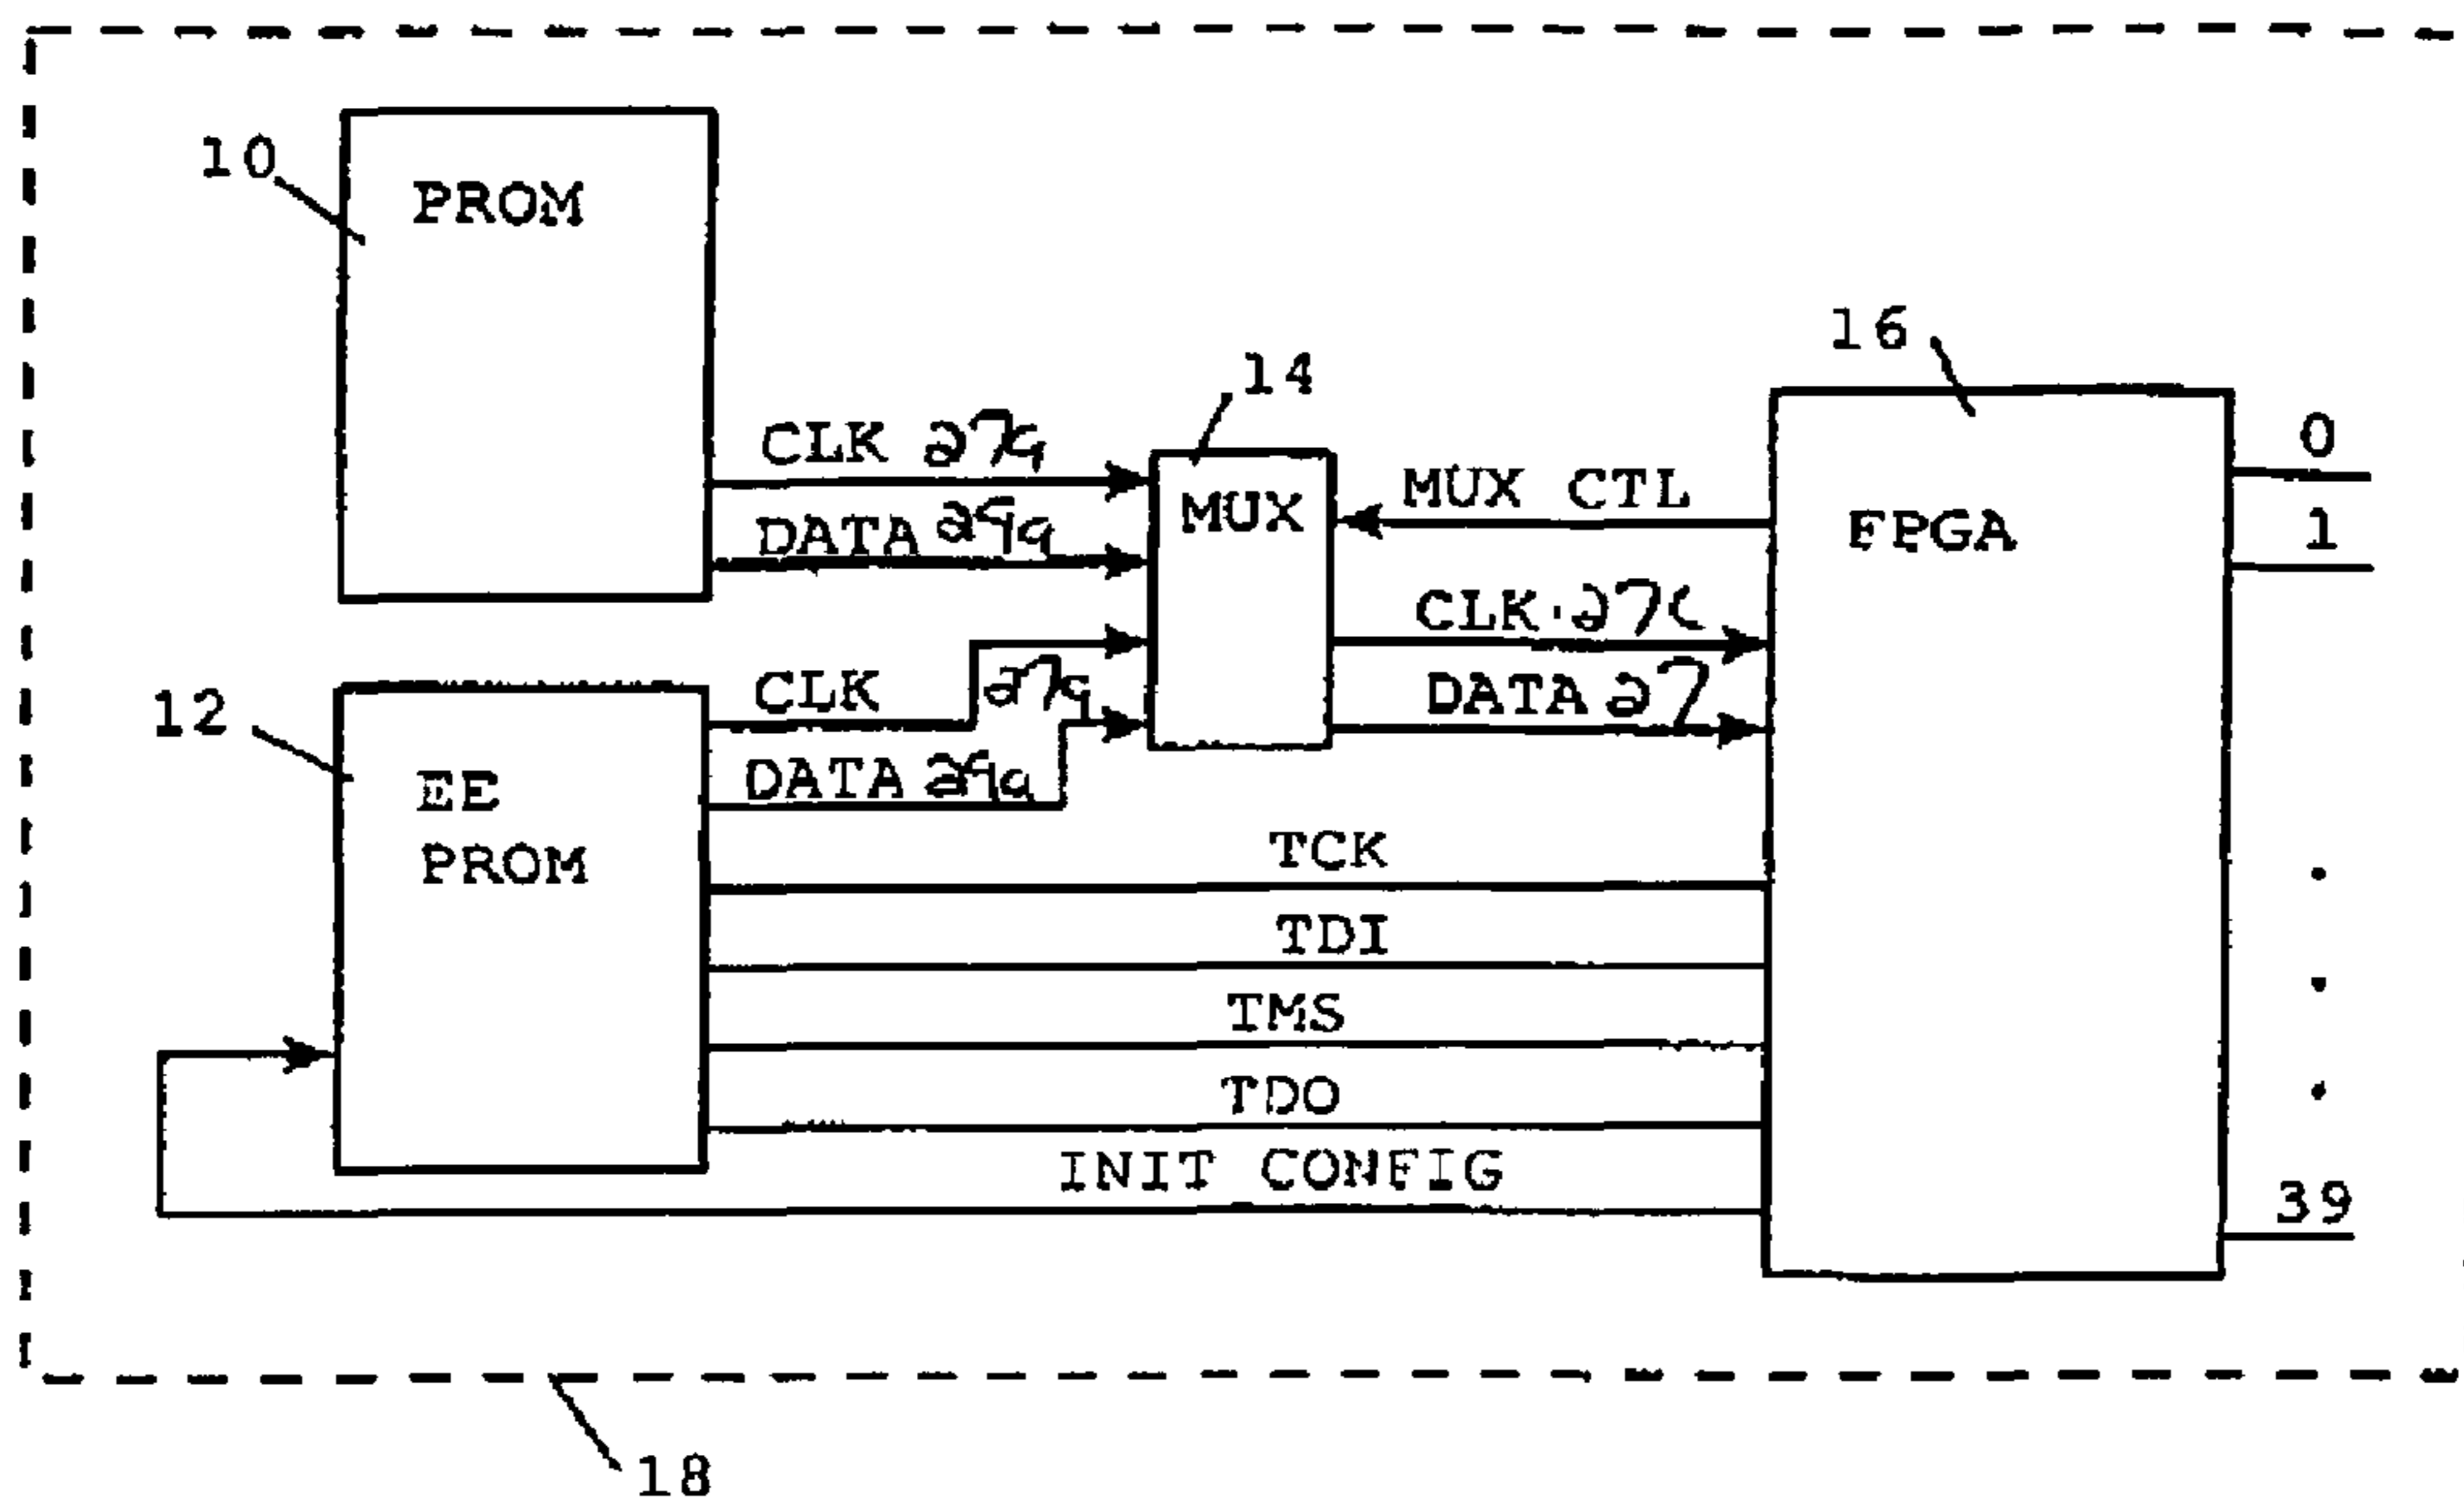 10
PROM
16
14
CLK
0
MUX CTL
MUX
DATA
FPGA
1
CLK
CLK
DATA
12
DATA
EE
PROM
TCK
TDI
TMS
TDO
INIT CONFIG
39
18